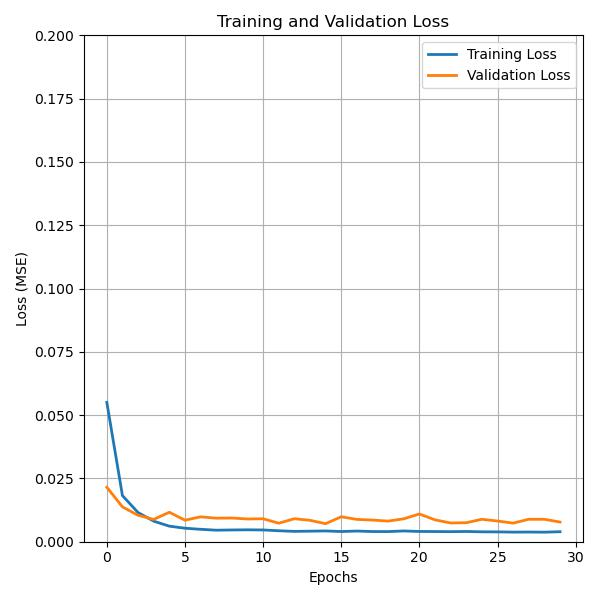 Training and Validation Loss
Training Loss
Validation Loss
0.200
0.175
0.150
0.125
0.100
0.075
0.050
0.025
0.000
Loss (MSE)
0 5 10 15 20 25 30
Epochs